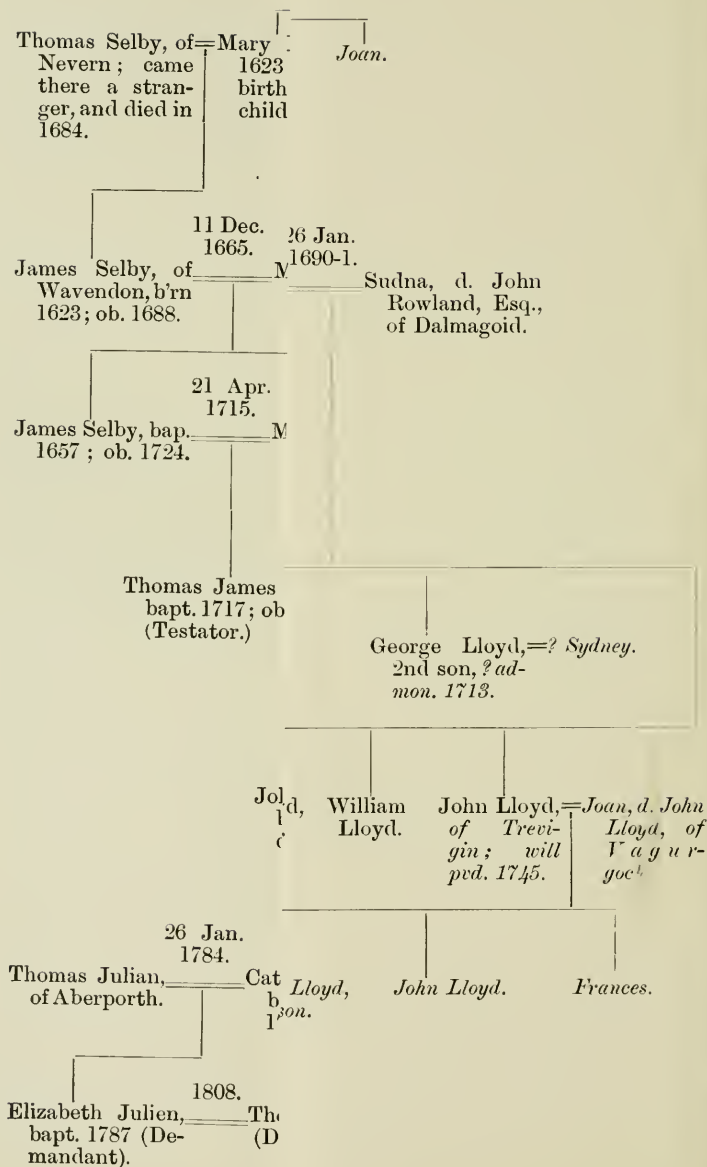 Thomas Selby, of=Mary
Nevern; came 1623
there a stran- birth
ger, and died in child
1684.
Joan.
11 Dec.
1665.
26 Jan.
1690-1.
James Selby, of
Wavendon, b'rn
1623; ob. 1688.
Sudna, d. John
Rowland, Esq.,
of Dalmagoid.
21 Apr.
1715.
James Selby, bap.
1657; ob. 1724.
Thomas James
bapt. 1717; ob
(Testator.)
George Lloyd,=? Sydney.
2nd son, ? ad-
mon. 1713.
William
Lloyd.
John Lloyd,=Joan, d. John
of Trevi- Lloyd, of
gin; will Vagur-
pvd. 1745.
26 Jan.
1784.
Thomas Julian,
of Aberporth.
Lloyd,
John Lloyd.
Frances.
1808.
Elizabeth Julien,
bapt. 1787 (De-
mandant).
(D